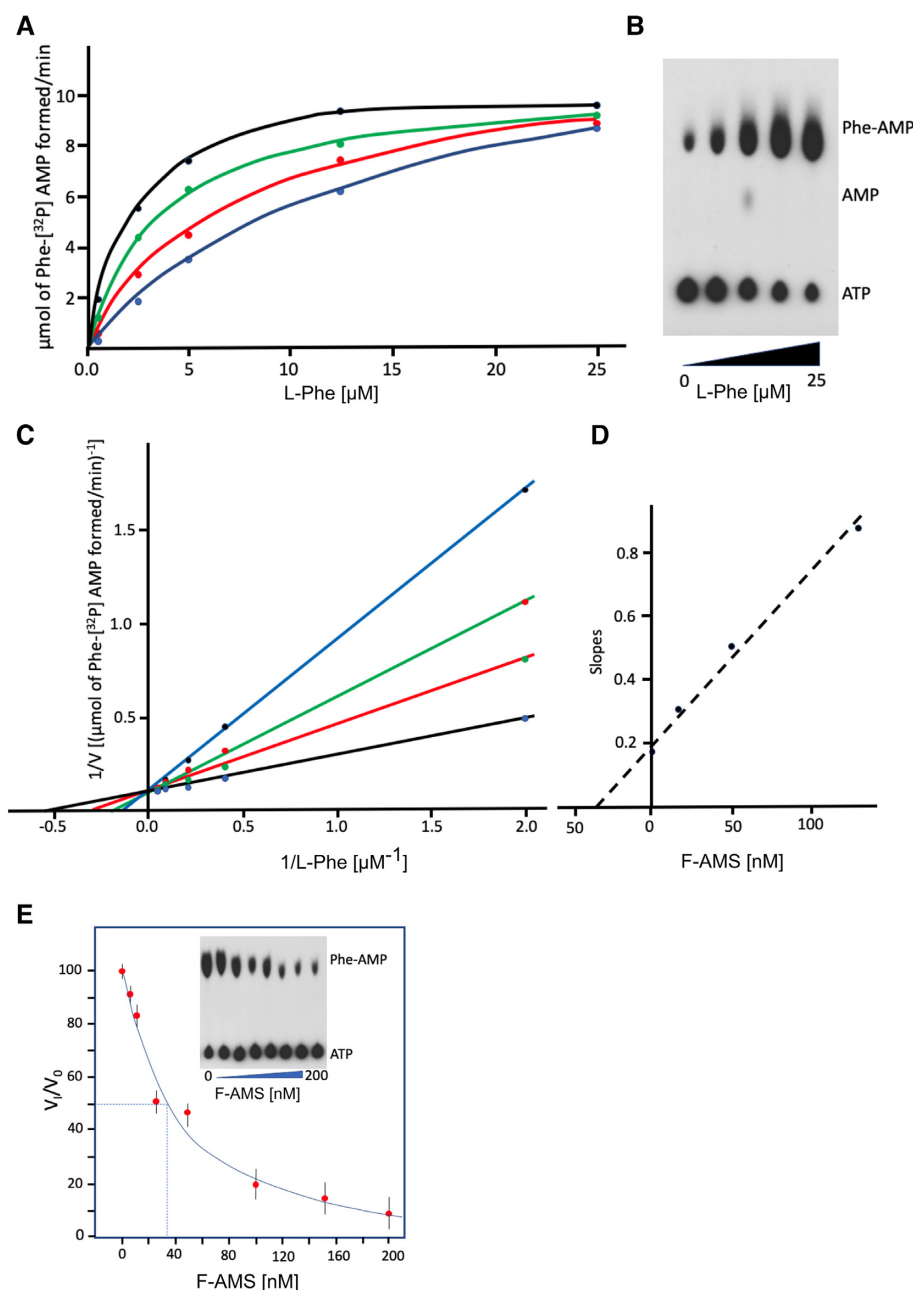 A
μmol of Phe-[³²P] AMP formed/min
10
8
6
4
2
0.0
5
10
15
20
25
L-Phe [μM]
B
Phe-AMP
AMP
ATP
0
25
L-Phe [μM]
C
1/V [(μmol of Phe-[³²P] AMP formed/min)⁻¹]
1.5
1.0
0.5
-0.5
0.0
0.5
1.0
1.5
2.0
1/L-Phe [μM⁻¹]
D
Slopes
0.8
0.6
0.4
0.2
50
0
50
100
F-AMS [nM]
E
V_I/V_0
100
80
60
40
20
0
0
40
80
120
160
200
F-AMS [nM]
Phe-AMP
ATP
0
200
F-AMS [nM]